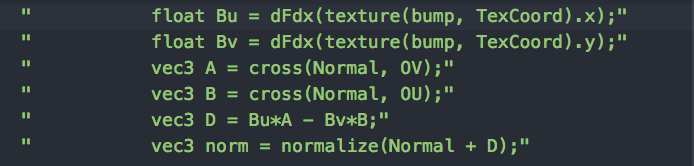 "            float Bu = dFdx(texture(bump, TexCoord).x);"
"            float Bv = dFdx(texture(bump, TexCoord).y);"
"            vec3 A = cross(Normal, OV);"
"            vec3 B = cross(Normal, OU);"
"            vec3 D = Bu*A - Bv*B;"
"            vec3 norm = normalize(Normal + D);"